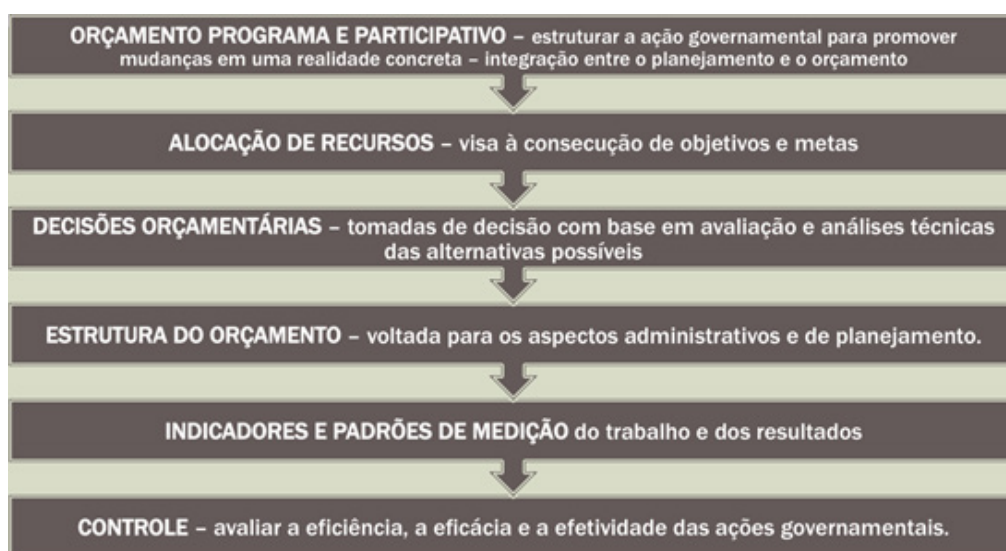 ORÇAMENTO PROGRAMA E PARTICIPATIVO – estruturar a ação governamental para promover
mudanças em uma realidade concreta – integração entre o planejamento e o orçamento
ALOCAÇÃO DE RECURSOS – visa à consecução de objetivos e metas
DECISÕES ORÇAMENTÁRIAS – tomadas de decisão com base em avaliação e análises técnicas
das alternativas possíveis
ESTRUTURA DO ORÇAMENTO – voltada para os aspectos administrativos e de planejamento.
INDICADORES E PADRÕES DE MEDIÇÃO do trabalho e dos resultados
CONTROLE – avaliar a eficiência, a eficácia e a efetividade das ações governamentais.